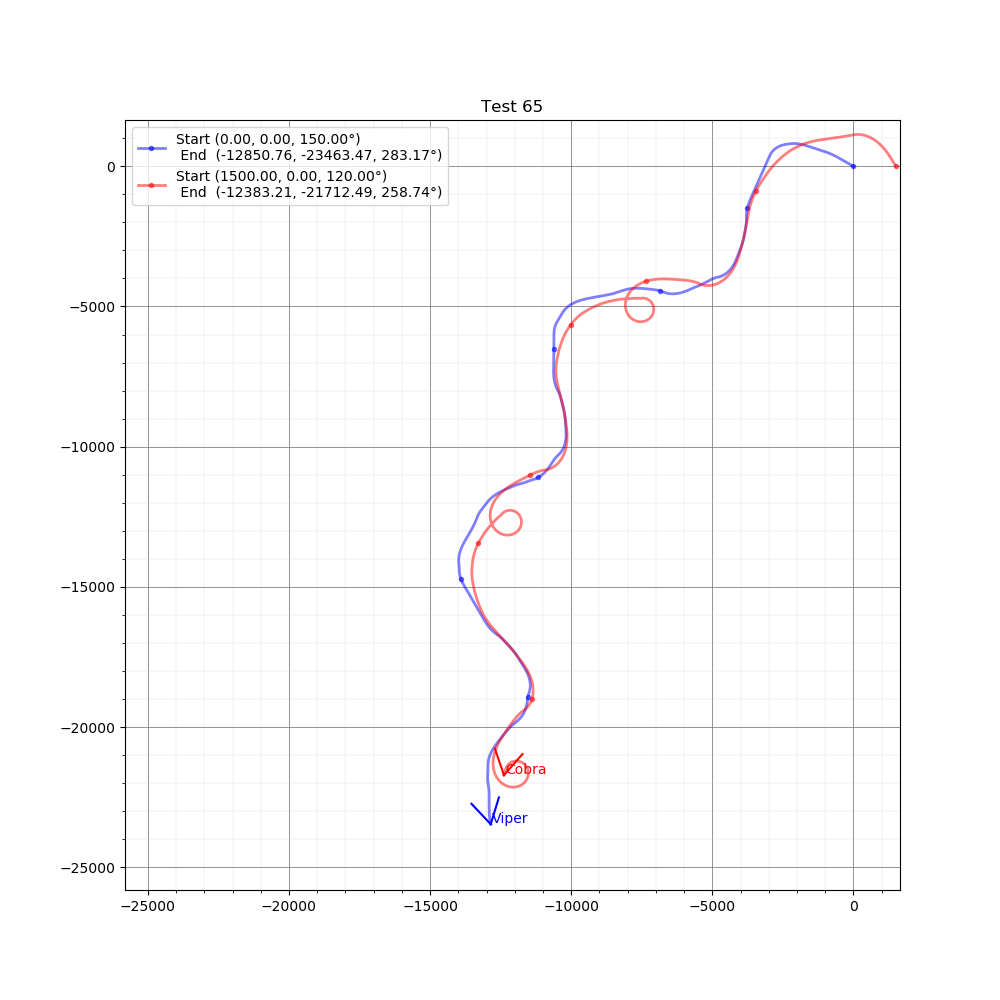 Test 65
Start (0.00, 0.00, 150.00°)
End (-12850.76, -23463.47, 283.17°)
Start (1500.00, 0.00, 120.00°)
End (-12383.21, -21712.49, 258.74°)
0
−5000
−10000
−15000
−20000
−25000
Cobra
Viper
−25000 −20000 −15000 −10000 −5000 0